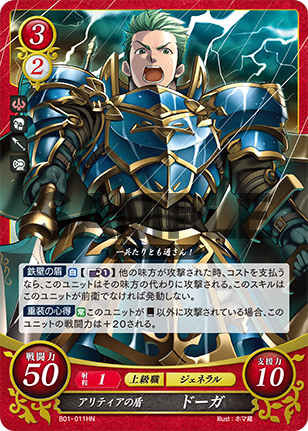 3
2
一兵たりとも通さん!
鉄壁の盾 自 [1] 他の味方が攻撃された時、コストを支払う
なら、このユニットはその味方の代わりに攻撃される。このスキルは
このユニットが前衛でなければ発動しない。
重装の心得 常 このユニットが 以外に攻撃されている場合、この
ユニットの戦闘力は+20される。
戦闘力
50
射程 1 上級職 ジェネラル
支援力
10
アリティアの盾 ドーガ
B01-011HN
Illust:ホマ蔵